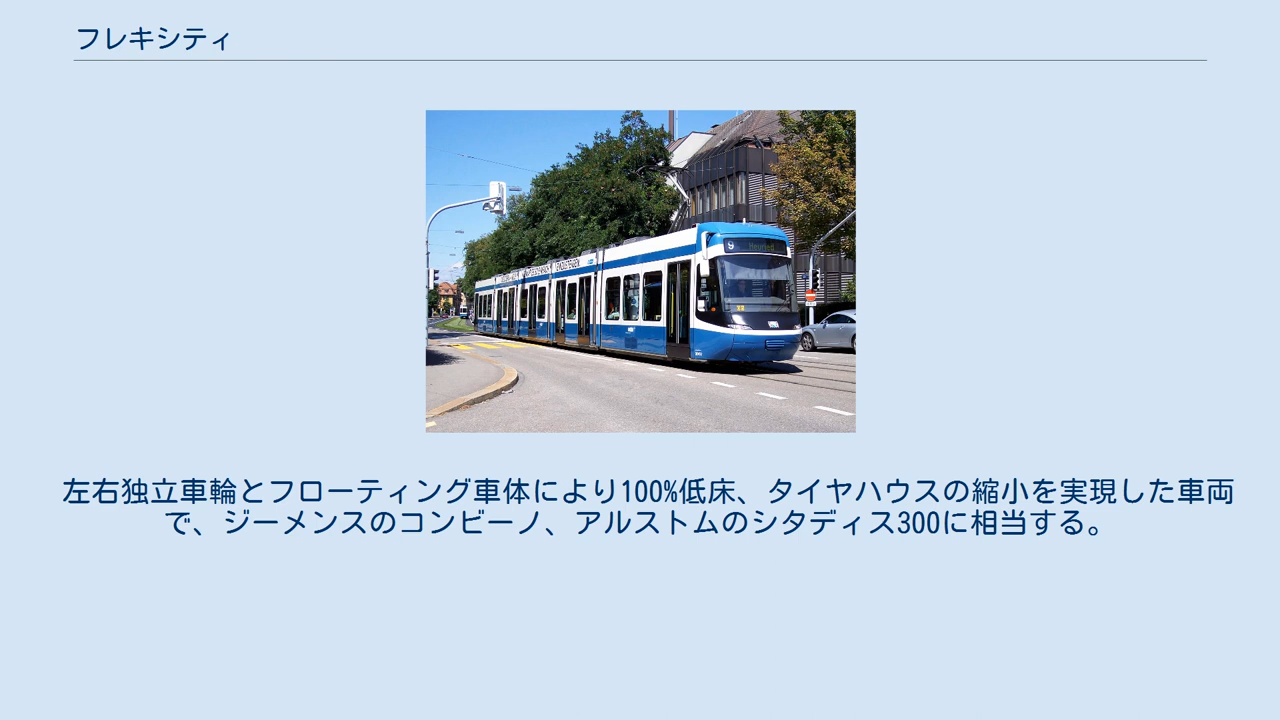 フレキシティ
9 Heuried
左右独立車輪とフローティング車体により100%低床、タイヤハウスの縮小を実現した車両
で、ジーメンスのコンビーノ、アルストムのシタディス300に相当する。